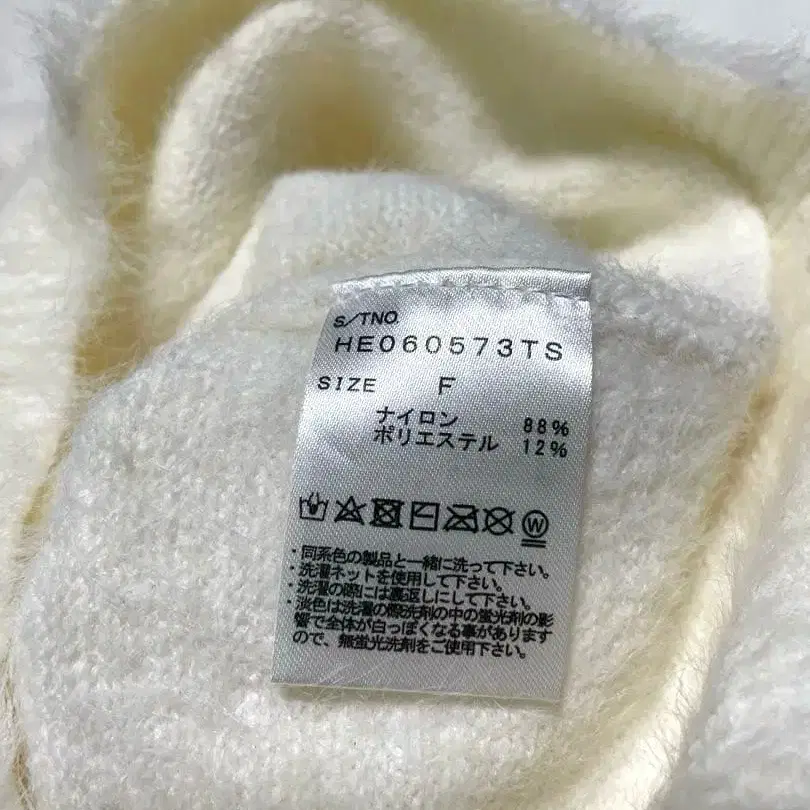 S/TNO
HE060573TS
SIZE F
ナイロン 88%
ポリエステル 12%
W
・同系色の製品と一緒に洗って下さい。
・洗濯ネットを使用して下さい。
・洗濯の際には裏返しにして下さい。
・淡色は洗濯の際洗剤の中の蛍光剤の影
響で全体が白っぽくなる事があります
ので、無蛍光洗剤をご使用下さい。